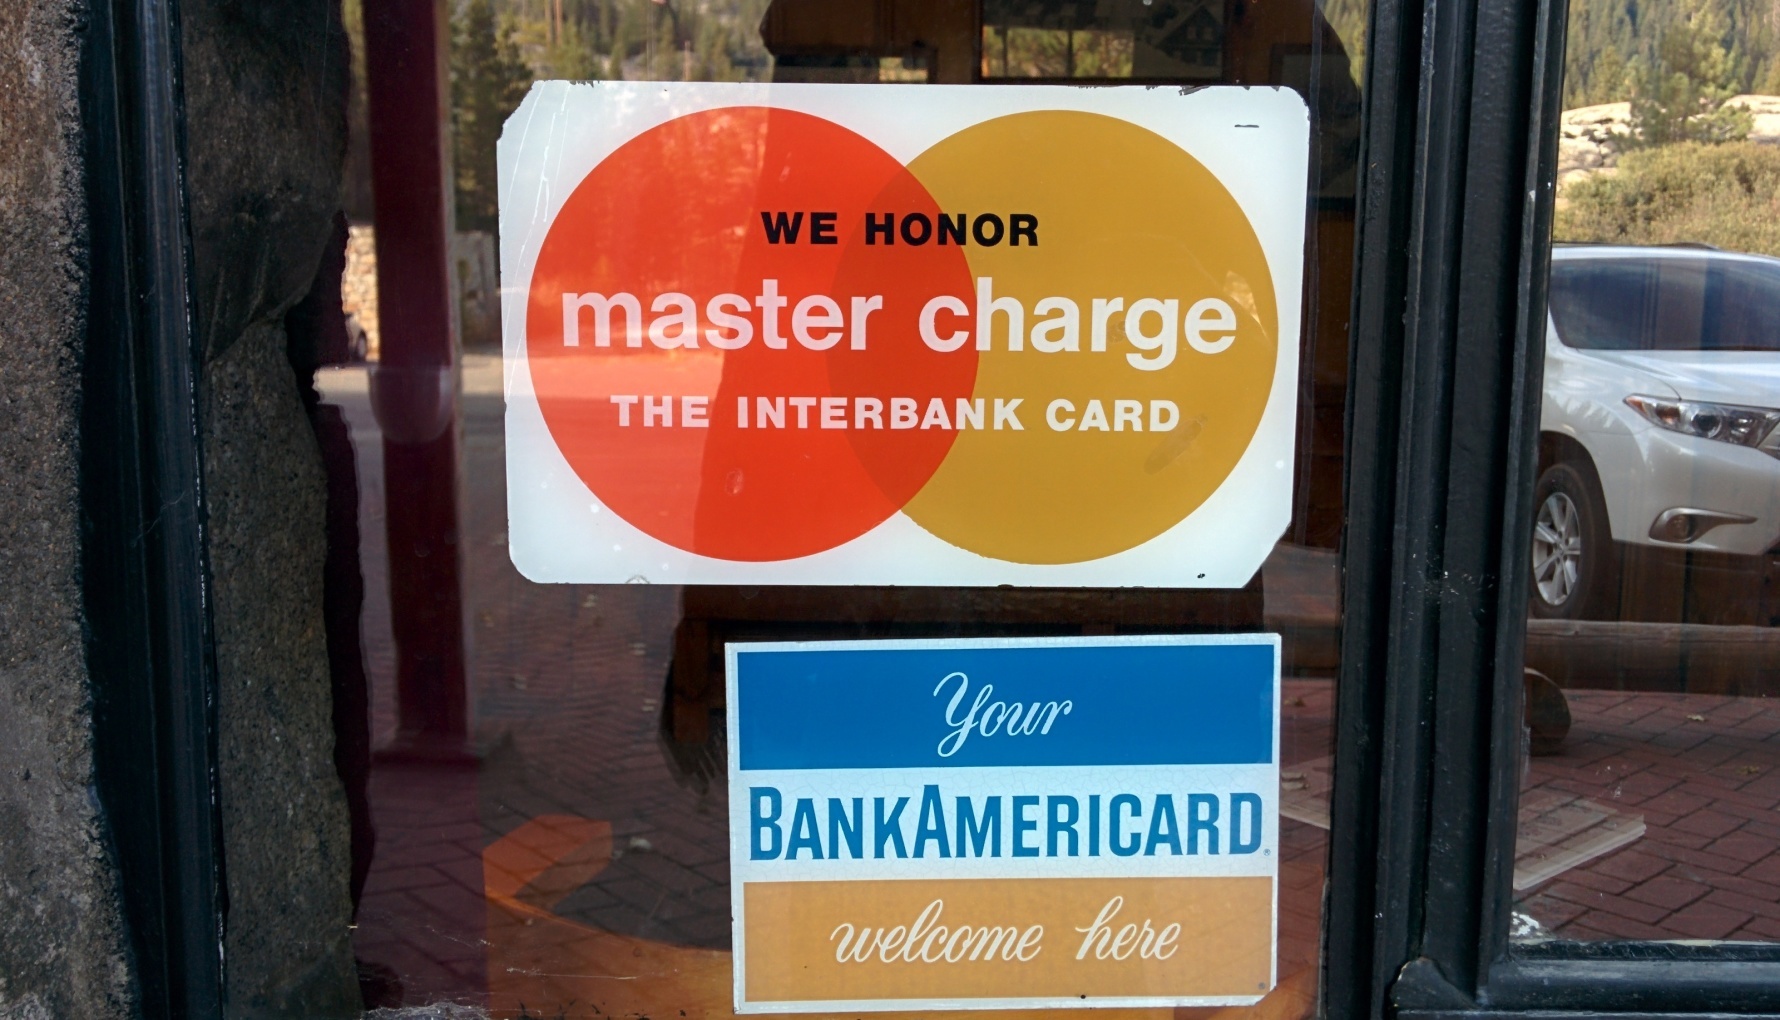 WE HONOR
master charge
THE INTERBANK CARD
Your
BANKAMERICARD®
welcome here